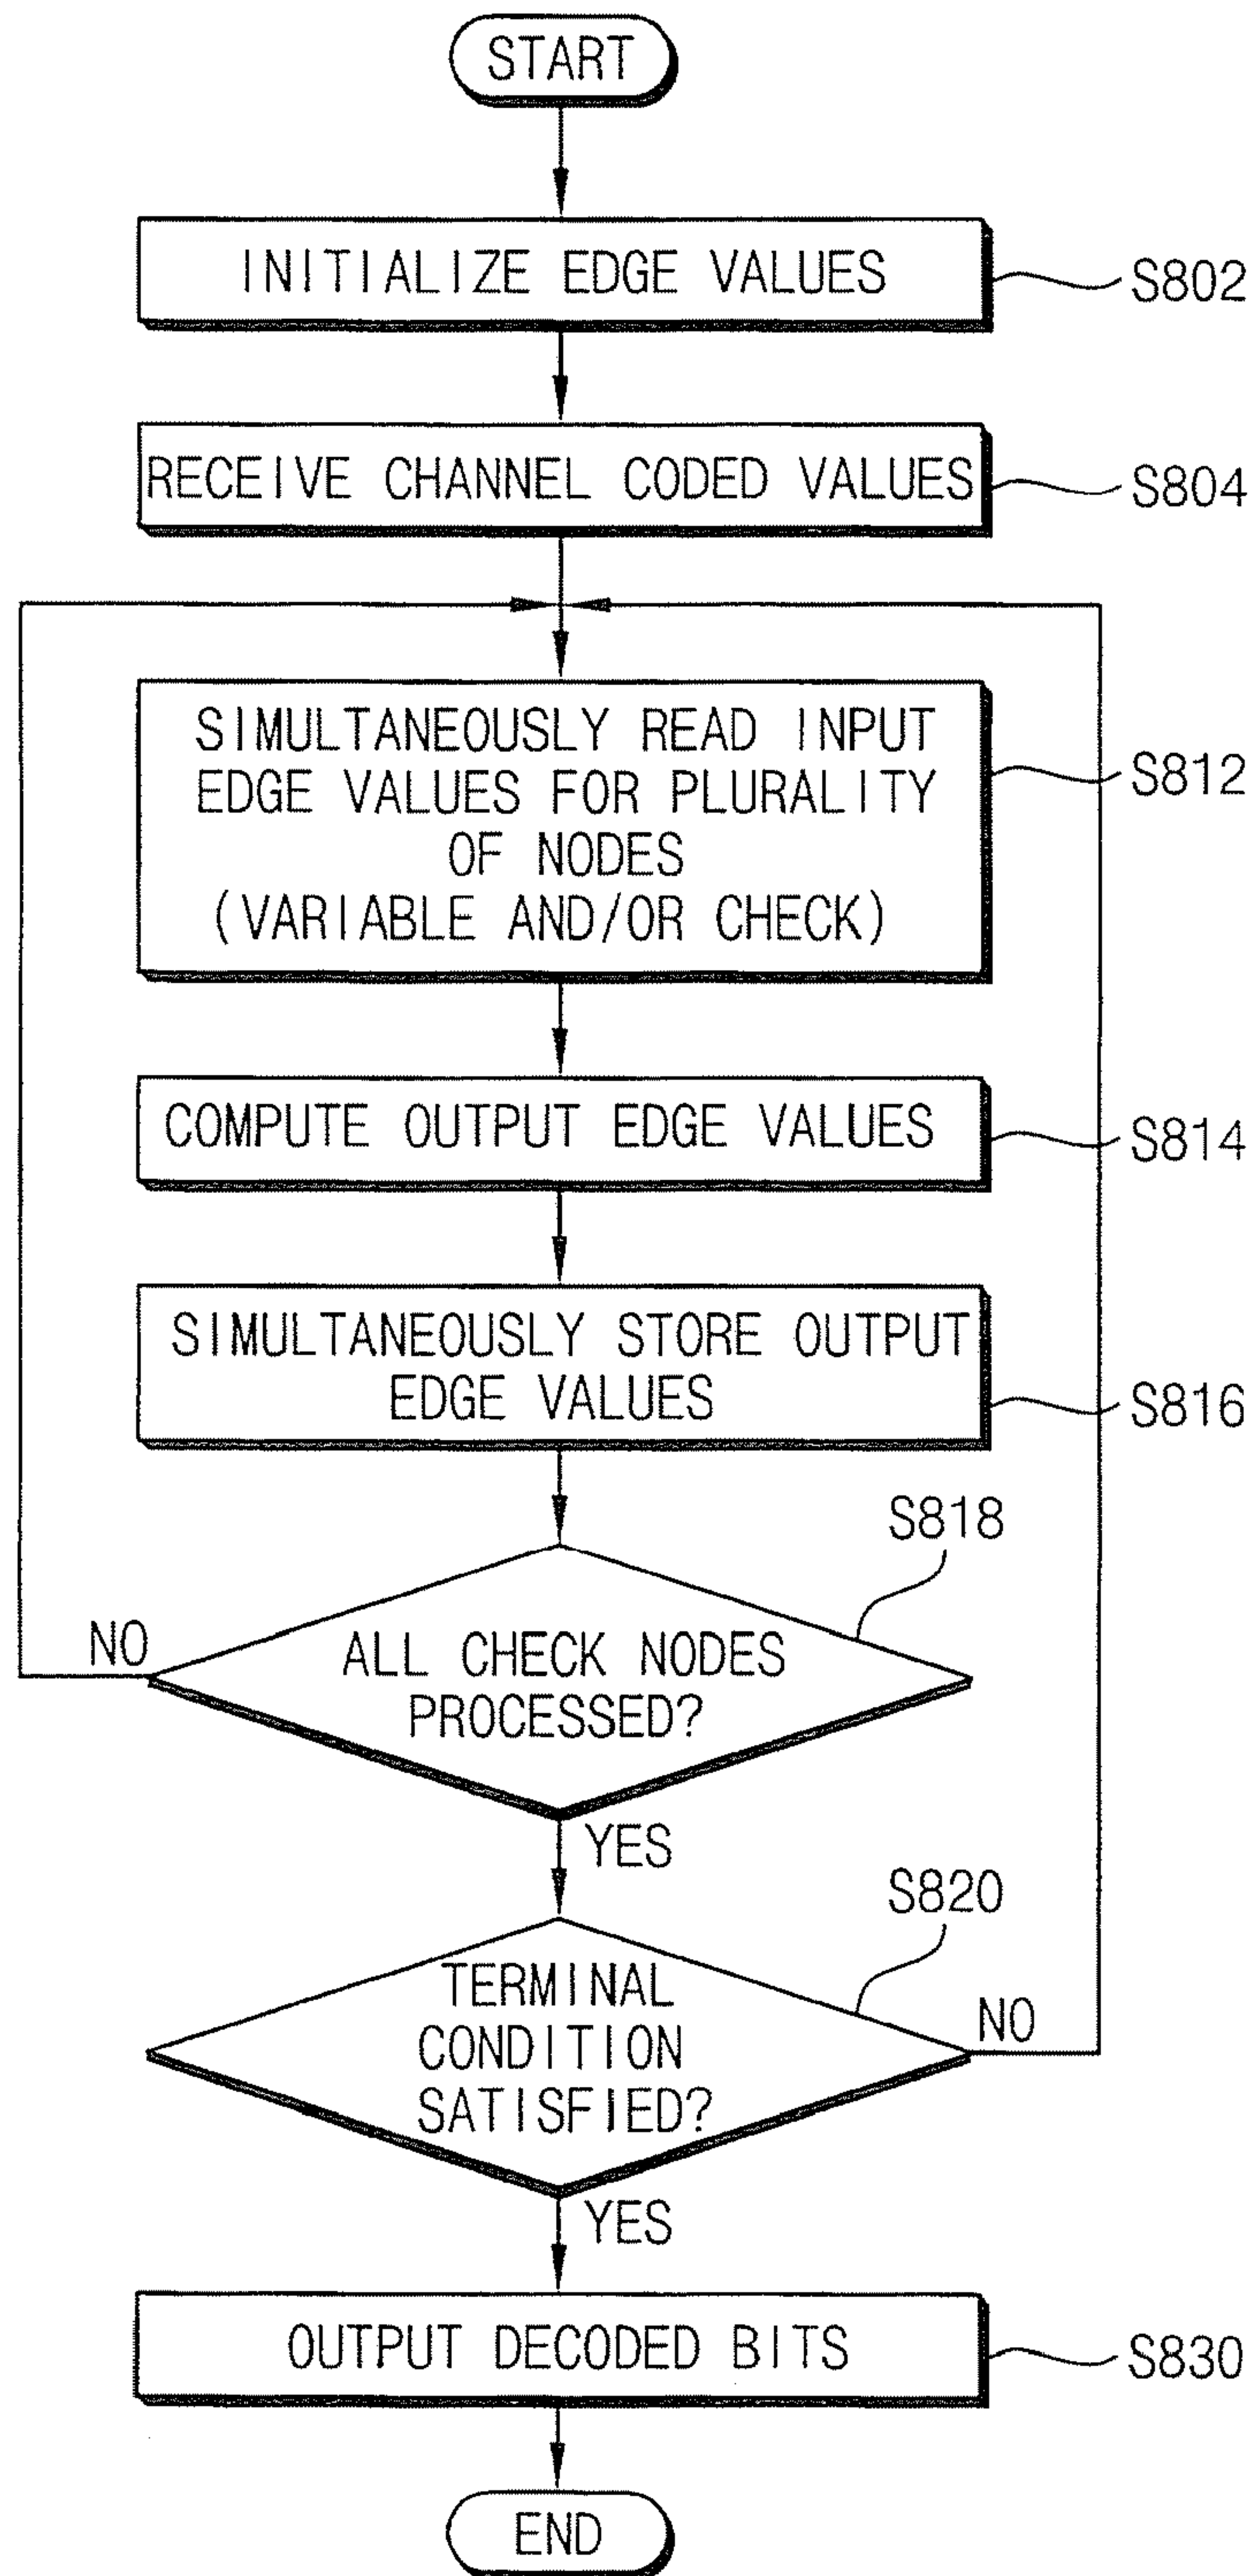 START
INITIALIZE EDGE VALUES
S802
RECEIVE CHANNEL CODED VALUES
S804
SIMULTANEOUSLY READ INPUT
EDGE VALUES FOR PLURALITY
OF NODES
(VARIABLE AND/OR CHECK)
S812
COMPUTE OUTPUT EDGE VALUES
S814
SIMULTANEOUSLY STORE OUTPUT
EDGE VALUES
S816
S818
NO
ALL CHECK NODES
PROCESSED?
YES
S820
TERMINAL
CONDITION
SATISFIED?
NO
YES
OUTPUT DECODED BITS
S830
END